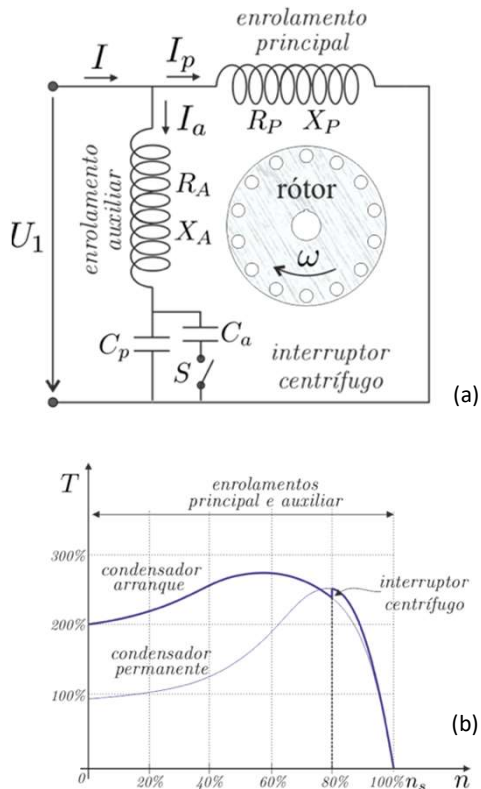 enrolamento
principal
I
I_p
I_a
R_P X_P
enrolamento
auxiliar
R_A
X_A
rótor
ω
U_1
C_p
C_a
S
interruptor
centrífugo
(a)
T
enrolamentos
principal e auxiliar
300%
condensador
arranque
interruptor
centrífugo
200%
condensador
permanente
100%
(b)
0
20%
40%
60%
80%
100% n_s
n